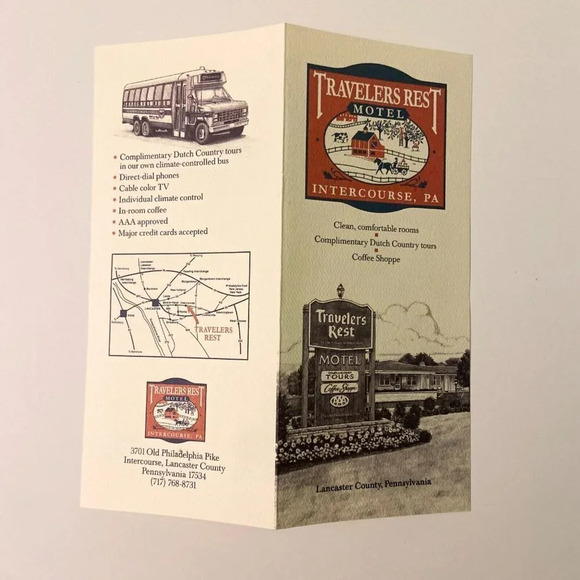 Complimentary Dutch Country tours
in our own climate-controlled bus
Direct-dial phones
Cable color TV
Individual climate control
In-room coffee
AAA approved
Major credit cards accepted
TRAVELERS
REST
TRAVELERS REST
MOTEL
INTERCOURSE, PA
3701 Old Philadelphia Pike
Intercourse, Lancaster County
Pennsylvania 17534
(717) 768-8731
TRAVELERS REST
MOTEL
INTERCOURSE, PA
Clean, comfortable rooms
Complimentary Dutch Country tours
Coffee Shoppe
Travelers
Rest
MOTEL
TOURS
Coffee Shoppe
AAA
Lancaster County, Pennsylvania